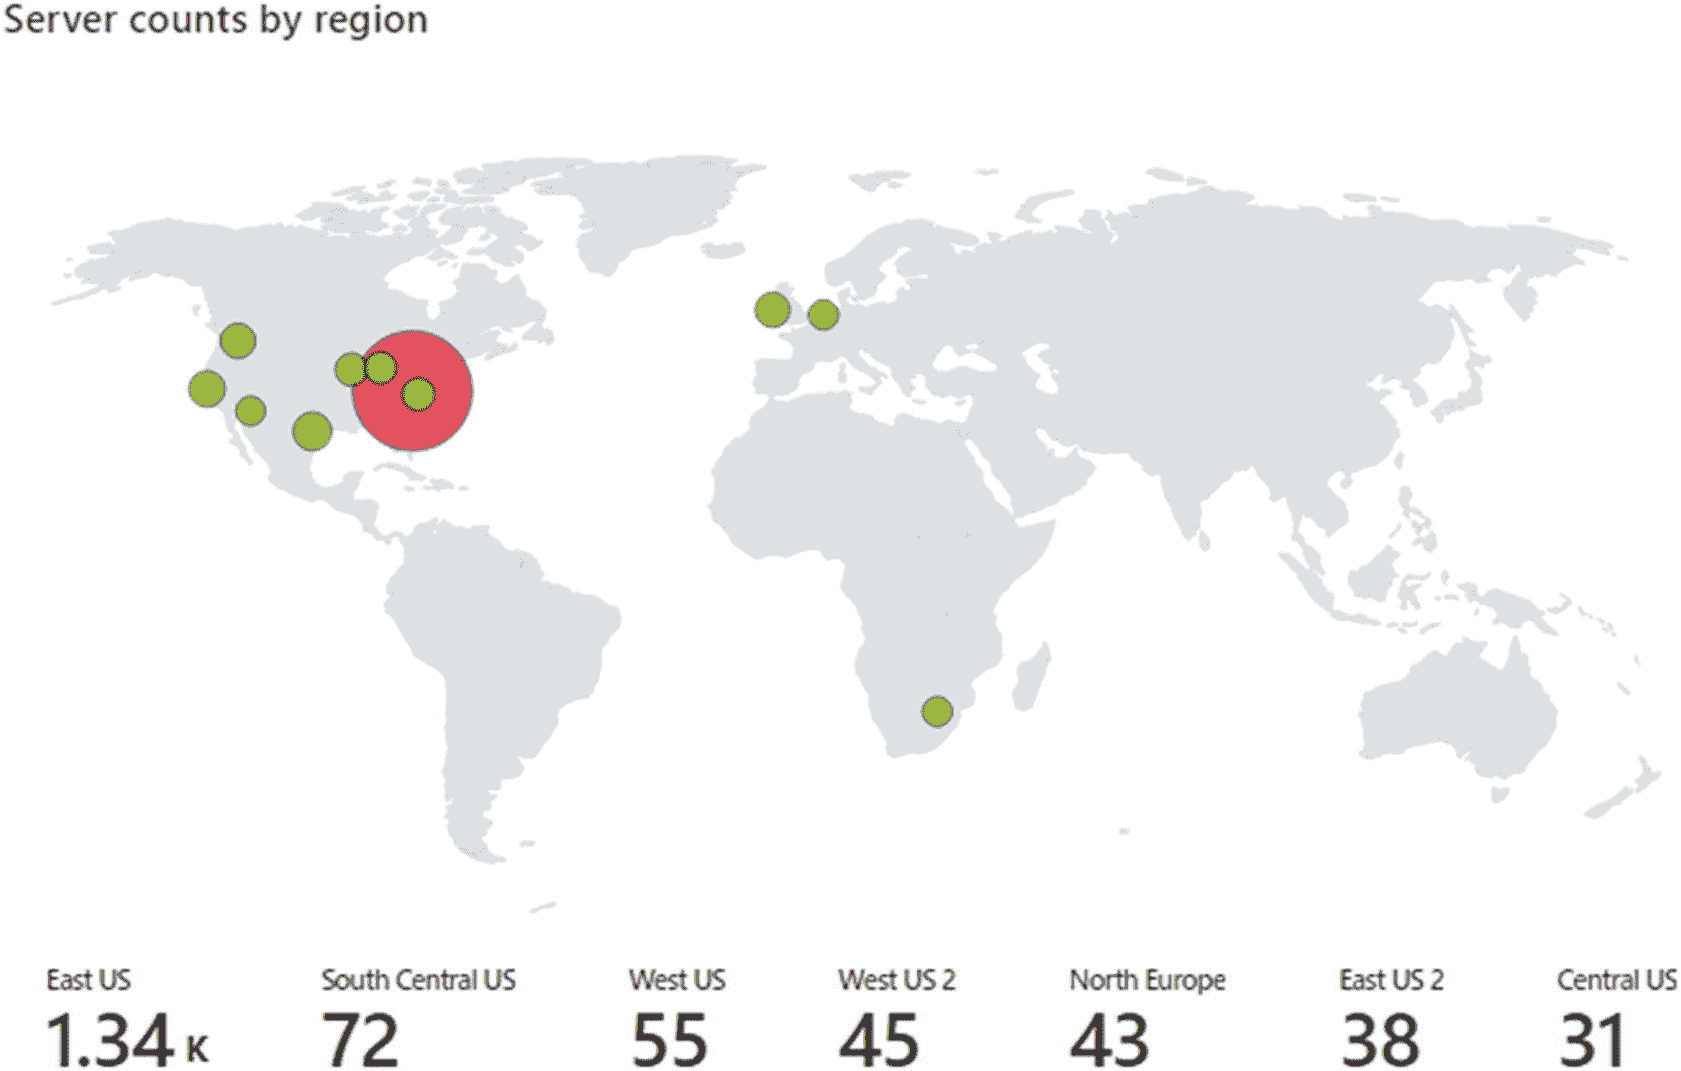 Server counts by region
East US South Central US West US West US 2 North Europe East US 2 Central US
1.34 K 72 55 45 43 38 31